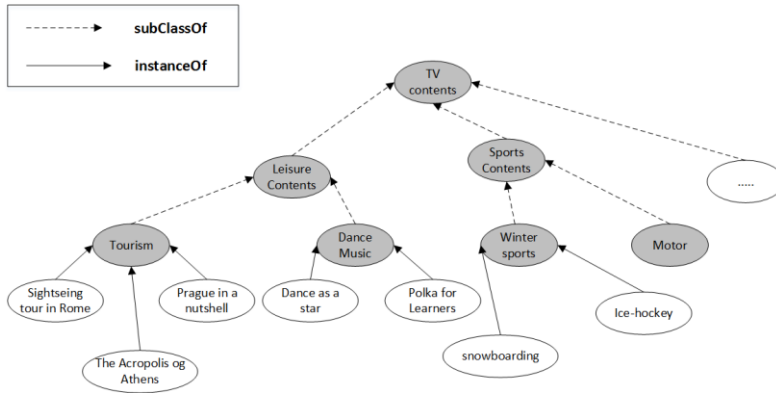 subClassOf
instanceOf
TV
contents
Leisure
Contents
Sports
Contents
.....
Tourism
Dance
Music
Winter
sports
Motor
Sightseing
tour in Rome
Prague in a
nutshell
Dance as a
star
Polka for
Learners
Ice-hockey
The Acropolis og
Athens
snowboarding